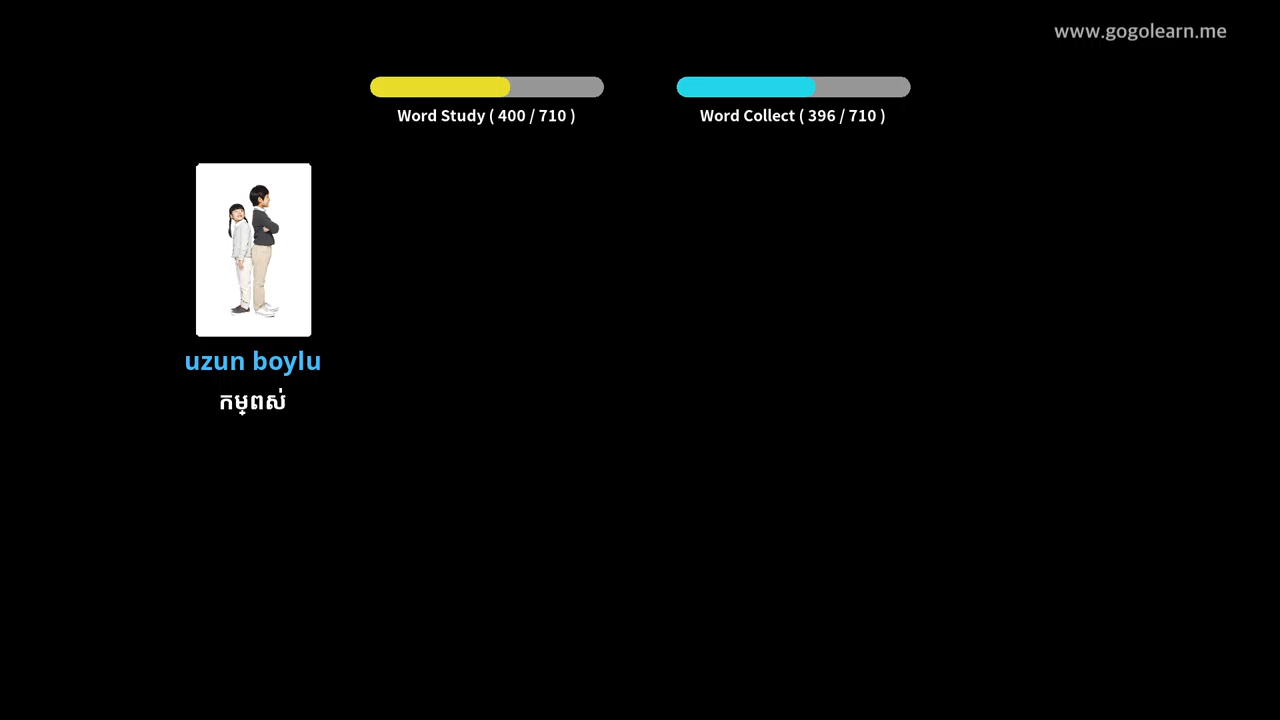 www.gogolearn.me
Word Study ( 400 / 710 )
Word Collect ( 396 / 710 )
uzun boylu
កម្ពស់